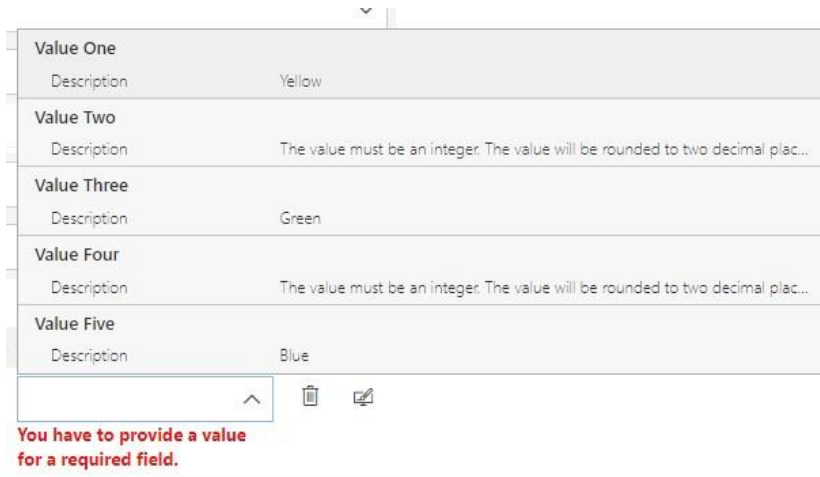 Value One
Description Yellow
Value Two
Description The value must be an integer. The value will be rounded to two decimal plac...
Value Three
Description Green
Value Four
Description The value must be an integer. The value will be rounded to two decimal plac...
Value Five
Description Blue
You have to provide a value
for a required field.